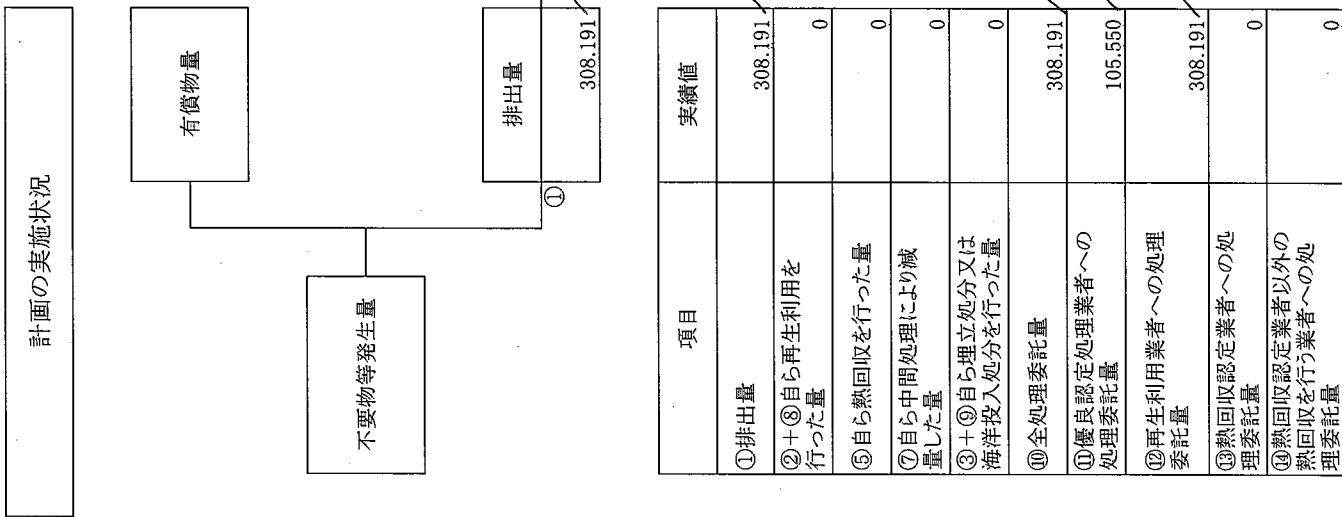 計画の実施状況
有償物量
不要物等発生量
①
排出量
308.191
項目
実績値
①排出量
308.191
②+⑧自ら再生利用を
行った量
0
⑤自ら熱回収を行った量
0
⑦自ら中間処理により減
量した量
0
③+⑨自ら埋立処分又は
海洋投入処分を行った量
0
⑩全処理委託量
308.191
⑪優良認定処理業者への
処理委託量
105.550
⑫再生利用業者への処理
委託量
308.191
⑬熱回収認定業者への処
理委託量
0
⑭熱回収認定業者以外の
熱回収を行う業者への処
理委託量
0